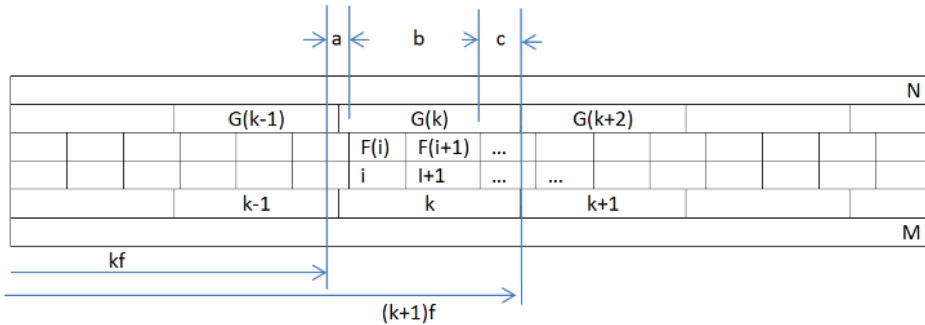 a b c
N
G(k-1) G(k) G(k+2)
F(i) F(i+1) ...
i I+1 ... ...
k-1 k k+1
M
kf
(k+1)f